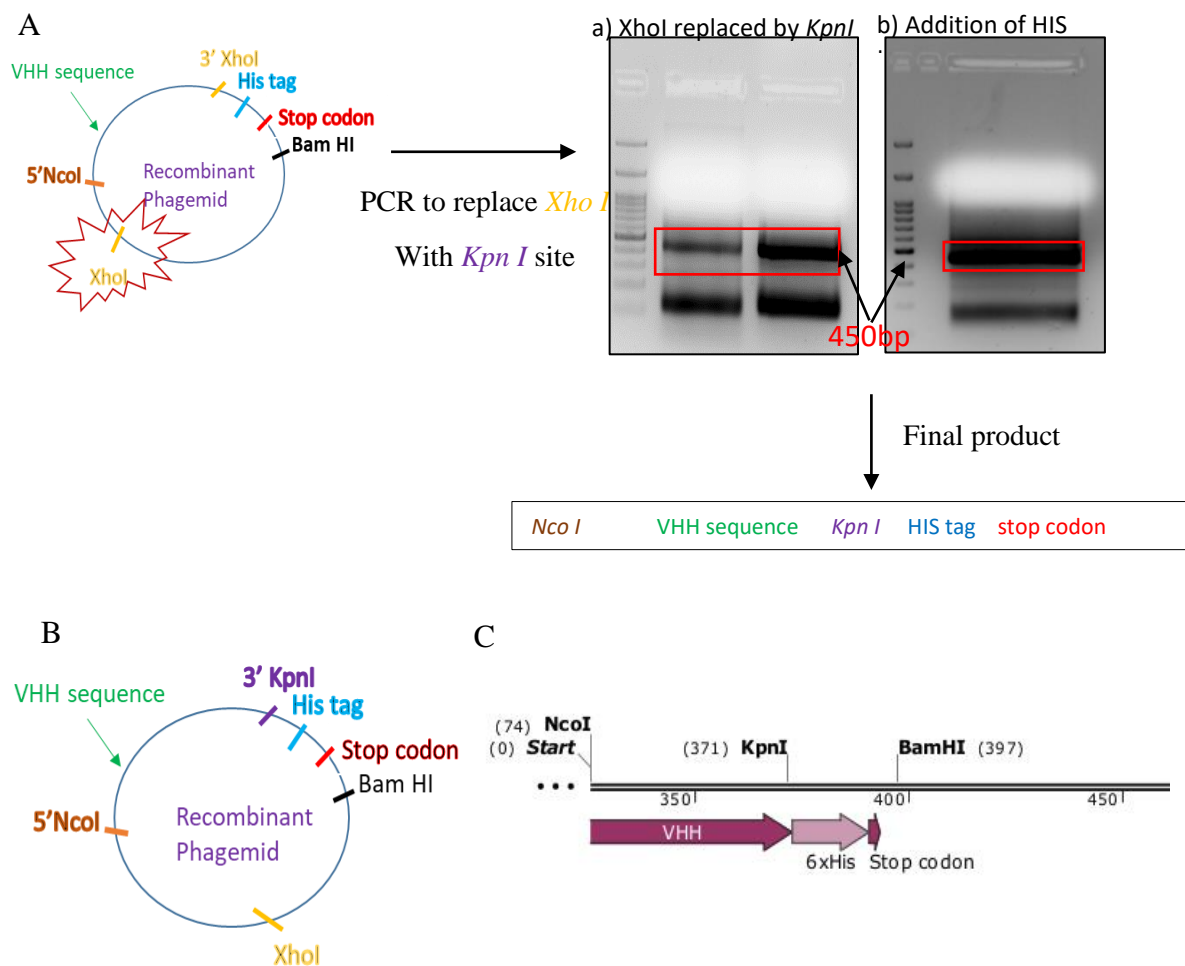 A
3' XhoI
VHH sequence
His tag
Stop codon
Bam HI
5'NcoI
Recombinant
Phagemid
XhoI
PCR to replace Xho I
With Kpn I site
a) XhoI replaced by KpnI
b) Addition of HIS
.
450bp
Final product
Nco I VHH sequence Kpn I HIS tag stop codon
B
3' KpnI
VHH sequence
His tag
Stop codon
Bam HI
5'NcoI
Recombinant
Phagemid
XhoI
C
(74) NcoI
(0) Start
(371) KpnI
BamHI (397)
• • •
350
400
450
VHH
6xHis
Stop codon